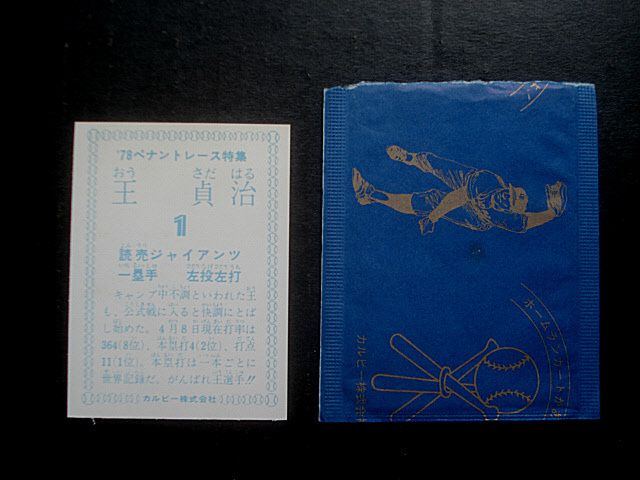 '78ペナントレース特集
おう さだ はる
王 貞 治
1
読売ジャイアンツ
一塁手 左投左打
キャンプ中不調といわれた王
も、公式戦に入ると快調にとば
し始めた。4月8日現在打率は
364(8位)、本塁打4(2位)、打点
11(1位)、本塁打は一本ごとに
世界記録だ。がんばれ王選手!!
カルビー株式会社
ホームランカード
カルビー株式会社